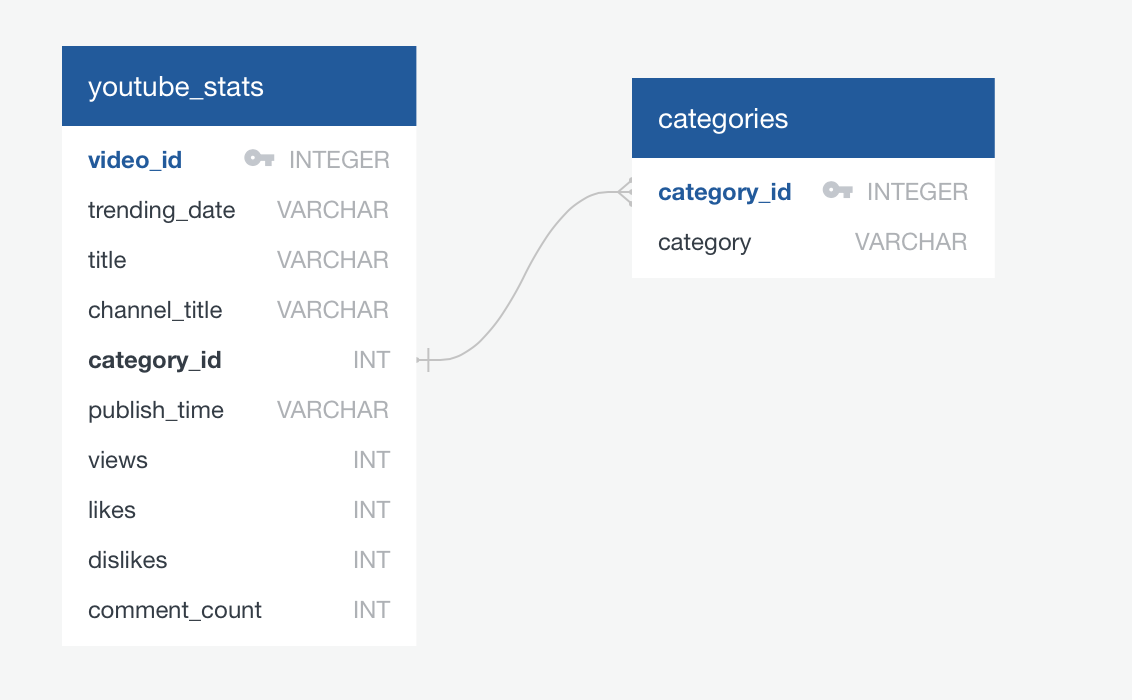 youtube_stats
video_id INTEGER
trending_date VARCHAR
title VARCHAR
channel_title VARCHAR
category_id INT
publish_time VARCHAR
views INT
likes INT
dislikes INT
comment_count INT
categories
category_id INTEGER
category VARCHAR